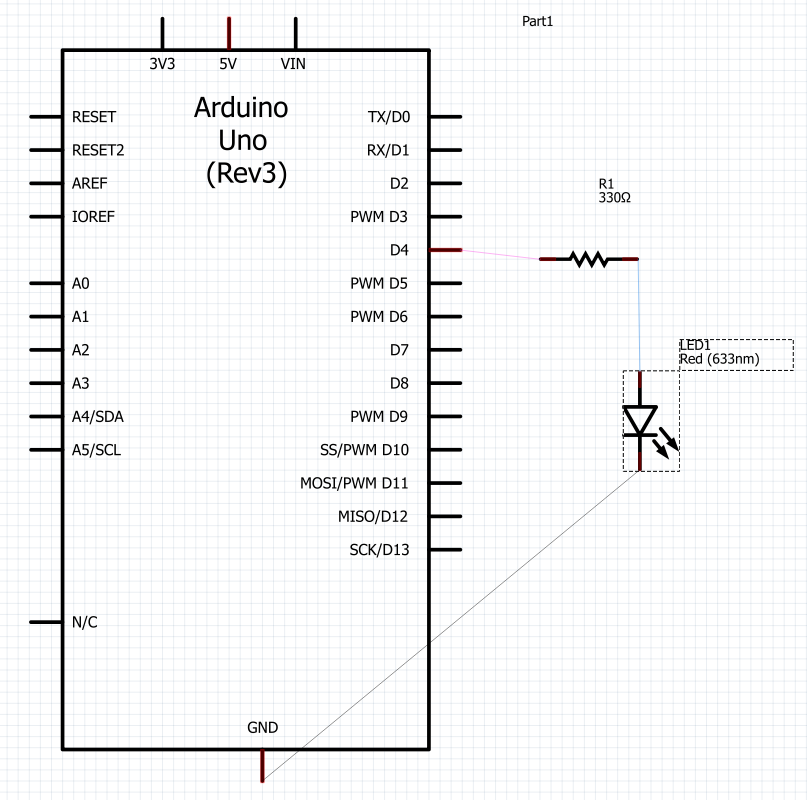 Part1
3V3
5V
VIN
Arduino
Uno
(Rev3)
RESET
RESET2
AREF
IOREF
A0
A1
A2
A3
A4/SDA
A5/SCL
N/C
TX/D0
RX/D1
D2
PWM D3
D4
PWM D5
PWM D6
D7
D8
PWM D9
SS/PWM D10
MOSI/PWM D11
MISO/D12
SCK/D13
GND
R1
330Ω
LED1
Red (633nm)